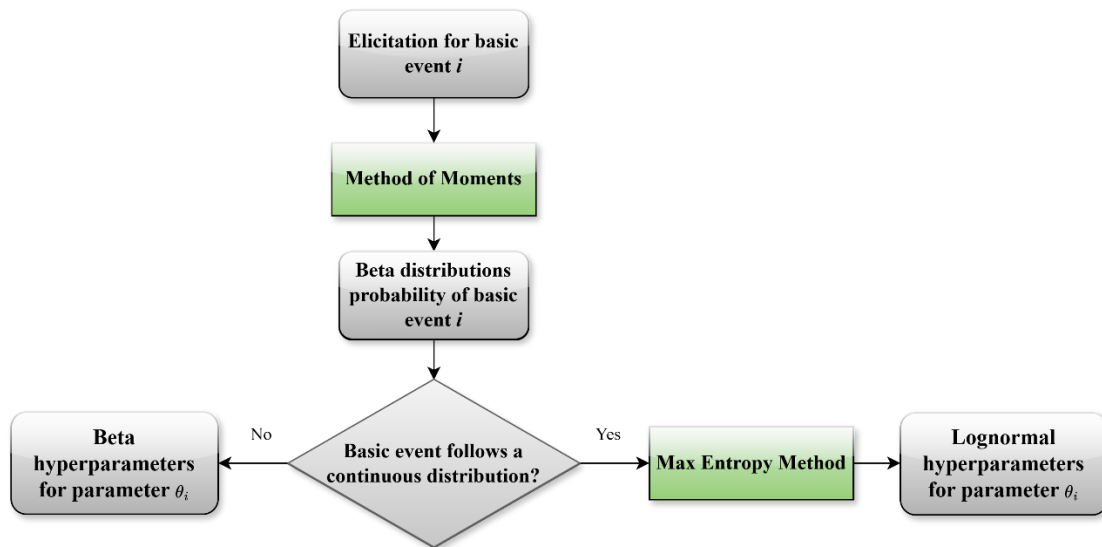 Elicitation for basic
event i
Method of Moments
Beta distributions
probability of basic
event i
No
Yes
Beta
hyperparameters
for parameter θᵢ
Basic event follows a
continuous distribution?
Max Entropy Method
Lognormal
hyperparameters
for parameter θᵢ